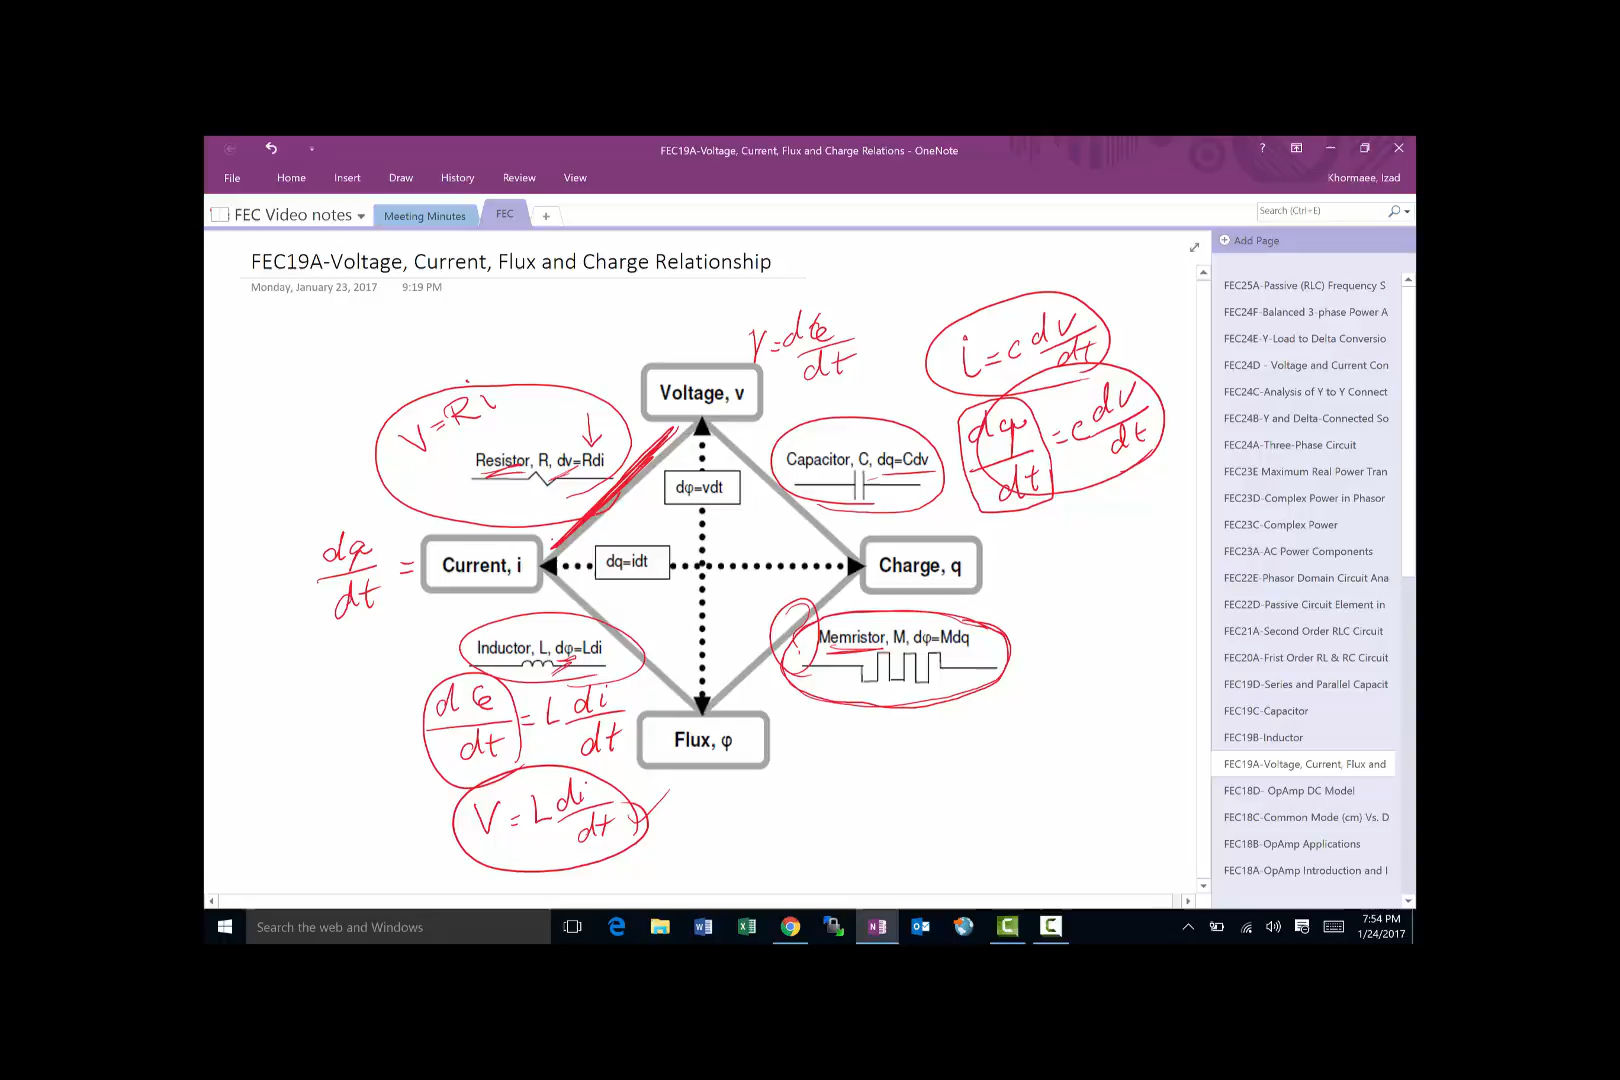 FEC19A-Voltage, Current, Flux and Charge Relations - OneNote
?
File
Home
Insert
Draw
History
Review
View
Khormaee, Izad
FEC Video notes
Meeting Minutes
FEC
+
Search (Ctrl+E)
FEC19A-Voltage, Current, Flux and Charge Relationship
Monday, January 23, 2017 9:19 PM
Add Page
FEC25A-Passive (RLC) Frequency S
FEC24F-Balanced 3-phase Power A
FEC24E-Y-Load to Delta Conversio
FEC24D - Voltage and Current Con
FEC24C-Analysis of Y to Y Connect
FEC24B-Y and Delta-Connected So
FEC24A-Three-Phase Circuit
FEC23E Maximum Real Power Tran
FEC23D-Complex Power in Phasor
FEC23C-Complex Power
FEC23A-AC Power Components
FEC22E-Phasor Domain Circuit Ana
FEC22D-Passive Circuit Element in
FEC21A-Second Order RLC Circuit
FEC20A-Frist Order RL & RC Circuit
FEC19D-Series and Parallel Capacit
FEC19C-Capacitor
FEC19B-Inductor
FEC19A-Voltage, Current, Flux and
FEC18D- OpAmp DC Model
FEC18C-Common Mode (cm) Vs. D
FEC18B-OpAmp Applications
FEC18A-OpAmp Introduction and I
V = dφ/dt
i = c dv/dt
Voltage, v
V = Ri
dq/dt = c dv/dt
Resistor, R, dv=Rdi
Capacitor, C, dq=Cdv
dφ=vdt
dq/dt =
Current, i
dq=idt
Charge, q
Inductor, L, dφ=Ldi
?
Memristor, M, dφ=Mdq
dφ/dt = L di/dt
Flux, φ
V = L di/dt
Search the web and Windows
7:54 PM
1/24/2017